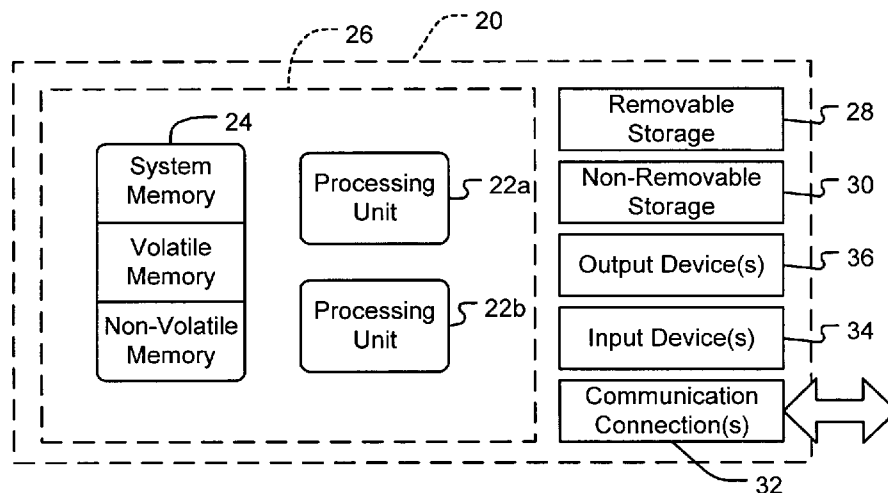 26
20
24
System
Memory
Volatile
Memory
Non-Volatile
Memory
Processing
Unit
22a
Processing
Unit
22b
Removable
Storage
28
Non-Removable
Storage
30
Output Device(s)
36
Input Device(s)
34
Communication
Connection(s)
32